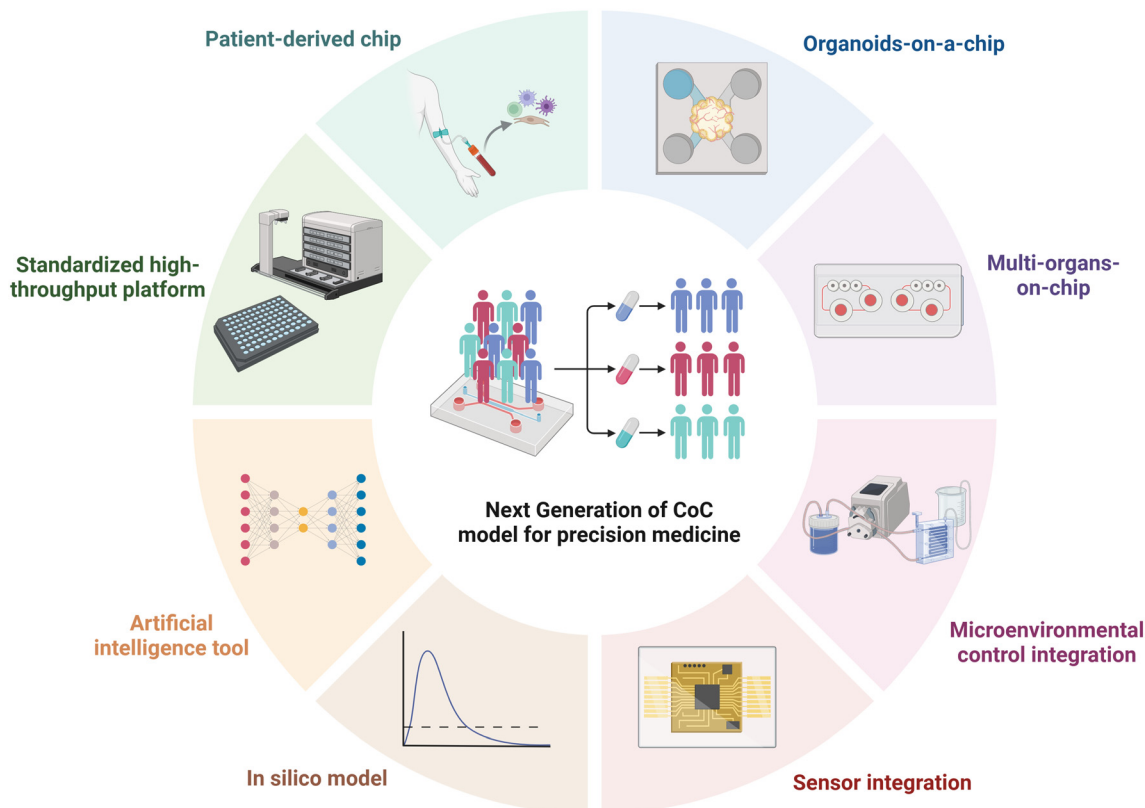 Patient-derived chip
Organoids-on-a-chip
Standardized high-
throughput platform
Multi-organs-
on-chip
Next Generation of CoC
model for precision medicine
Artificial
intelligence tool
Microenvironmental
control integration
In silico model
Sensor integration